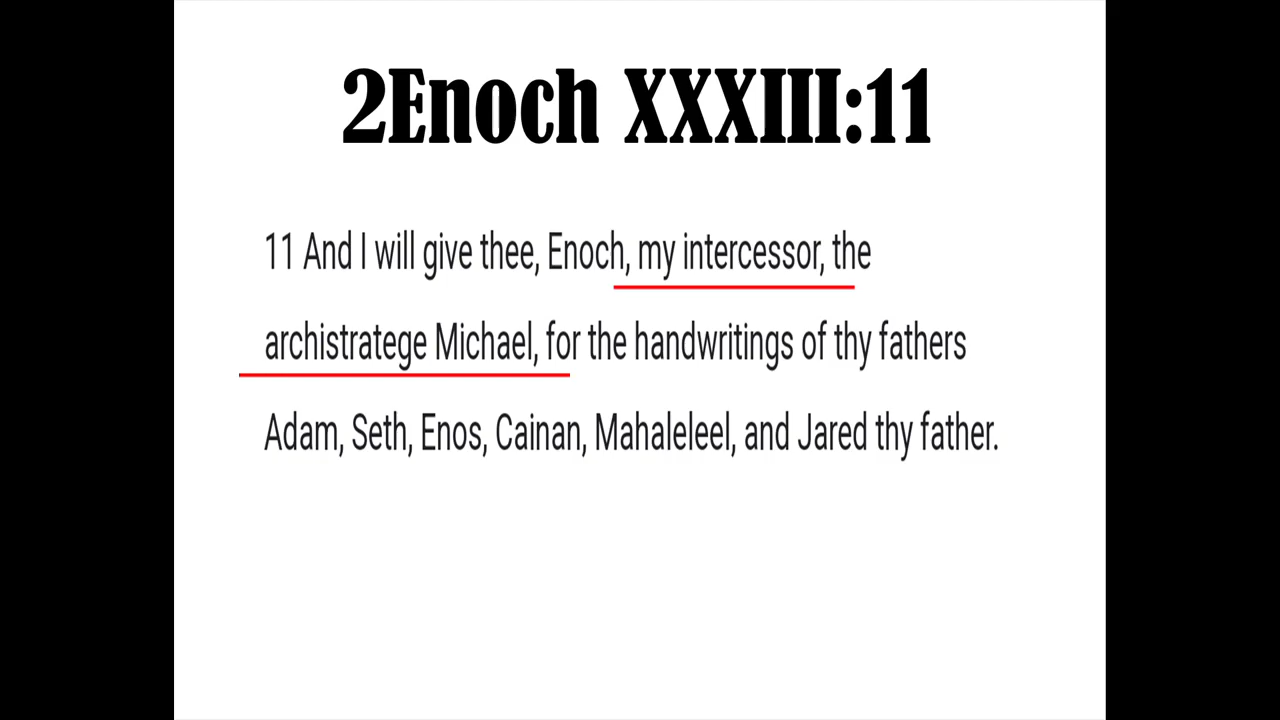 2Enoch XXXIII:11
11 And I will give thee, Enoch, my intercessor, the
archistratege Michael, for the handwritings of thy fathers
Adam, Seth, Enos, Cainan, Mahaleleel, and Jared thy father.